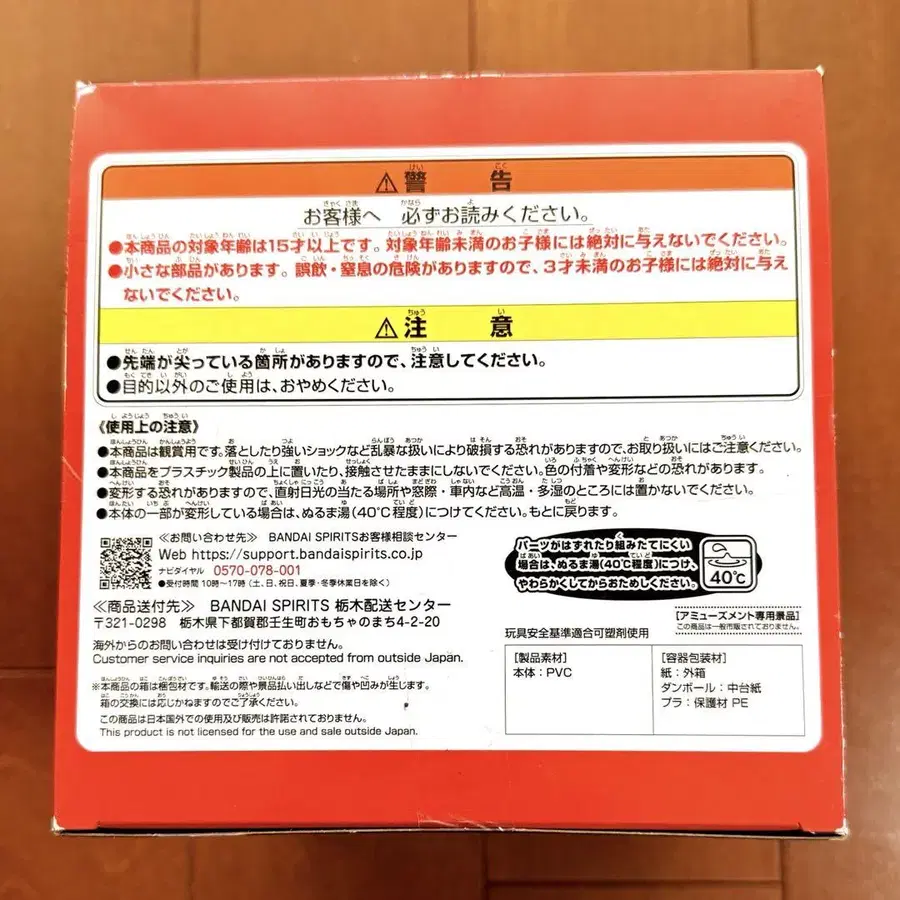 ⚠警告
お客様へ 必ずお読みください。
●本商品の対象年齢は15才以上です。対象年齢未満のお子様には絶対に与えないでください。
●小さな部品があります。誤飲・窒息の危険がありますので、3才未満のお子様には絶対に与え
ないでください。
⚠注意
●先端が尖っている箇所がありますので、注意してください。
●目的以外のご使用は、おやめください。
《使用上の注意》
●本商品は観賞用です。落としたり強いショックなど乱暴な扱いにより破損する恐れがありますので、お取り扱いにはご注意ください。
●本商品をプラスチック製品の上に置いたり、接触させたままにしないでください。色の付着や変形などの恐れがあります。
●変形する恐れがありますので、直射日光の当たる場所や窓際・車内など高温・多湿のところには置かないでください。
●本体の一部が変形している場合は、ぬるま湯(40℃程度)につけてください。もとに戻ります。
≪お問い合わせ先≫ BANDAI SPIRITSお客様相談センター
Web https://support.bandaispirits.co.jp
ナビダイヤル 0570-078-001
●受付時間 10時〜17時(土、日、祝日、夏季・冬季休業日を除く)
パーツがはずれたり組みたてにくい
場合は、ぬるま湯(40℃程度)につけ、
やわらかくしてからおためしください。
40℃
≪商品送付先≫ BANDAI SPIRITS 栃木配送センター
〒321-0298 栃木県下都賀郡壬生町おもちゃのまち4-2-20
海外からのお問い合わせは受け付けておりません。
Customer service inquiries are not accepted from outside Japan.
※本商品の箱は梱包材です。輸送の際や景品払い出しなどで傷や凹みが生じます。
箱の交換には応じかねますのでご了承ください。
この商品は日本国外での使用及び販売は許諾されておりません。
This product is not licensed for the use and sale outside Japan.
[アミューズメント専用景品]
この商品は一般市販されておりません。
玩具安全基準適合可塑剤使用
[製品素材]
本体:PVC
[容器包装材]
紙:外箱
ダンボール:中台紙
プラ:保護材 PE